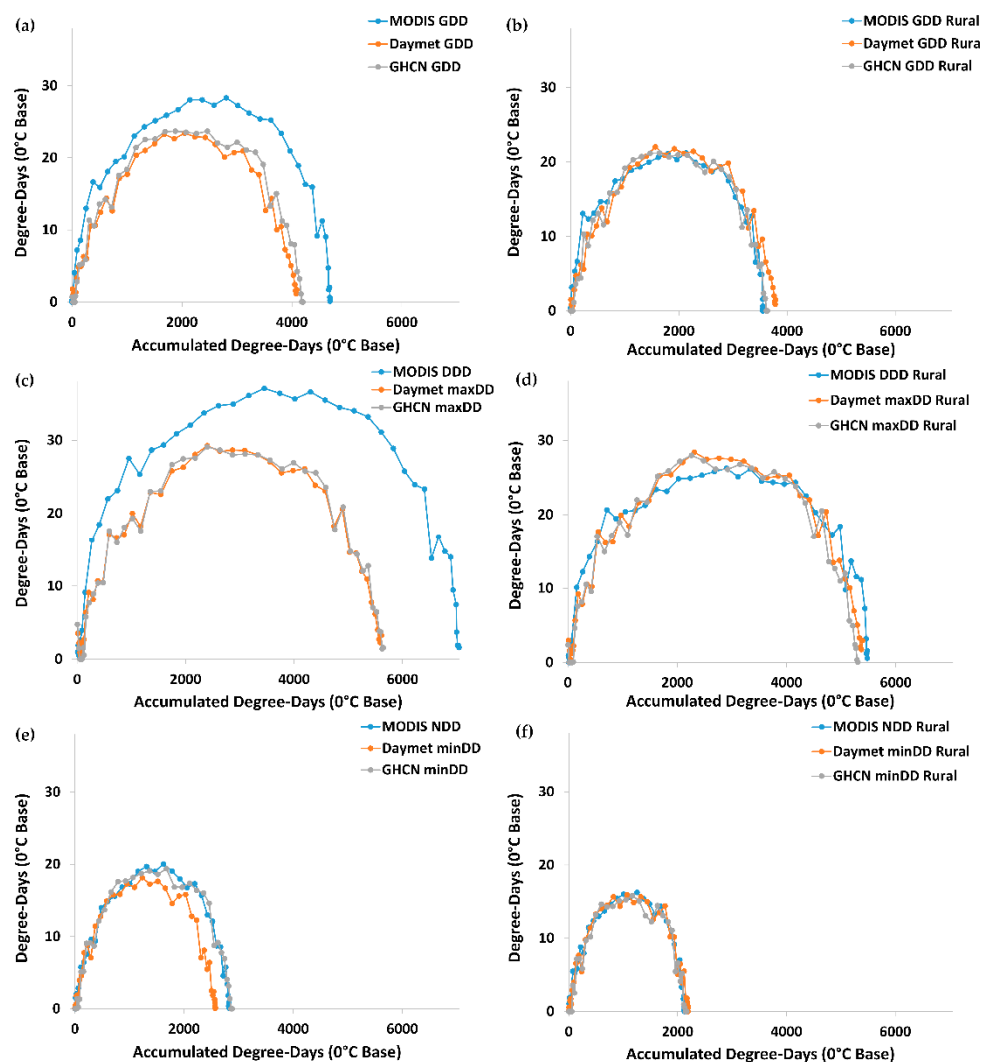 (a)
MODIS GDD
Daymet GDD
GHCN GDD
Degree-Days (0°C Base)
30
20
10
0
0
2000
4000
6000
Accumulated Degree-Days (0°C Base)
(b)
MODIS GDD Rural
Daymet GDD Rura
GHCN GDD Rural
Degree-Days (0°C Base)
30
20
10
0
0
2000
4000
6000
Accumulated Degree-Days (0°C Base)
(c)
MODIS DDD
Daymet maxDD
GHCN maxDD
Degree-Days (0°C Base)
30
20
10
0
0
2000
4000
6000
Accumulated Degree-Days (0°C Base)
(d)
MODIS DDD Rural
Daymet maxDD Rural
GHCN maxDD Rural
Degree-Days (0°C Base)
30
20
10
0
0
2000
4000
6000
Accumulated Degree-Days (0°C Base)
(e)
MODIS NDD
Daymet minDD
GHCN minDD
Degree-Days (0°C Base)
30
20
10
0
0
2000
4000
6000
Accumulated Degree-Days (0°C Base)
(f)
MODIS NDD Rural
Daymet minDD Rural
GHCN minDD Rural
Degree-Days (0°C Base)
30
20
10
0
0
2000
4000
6000
Accumulated Degree-Days (0°C Base)